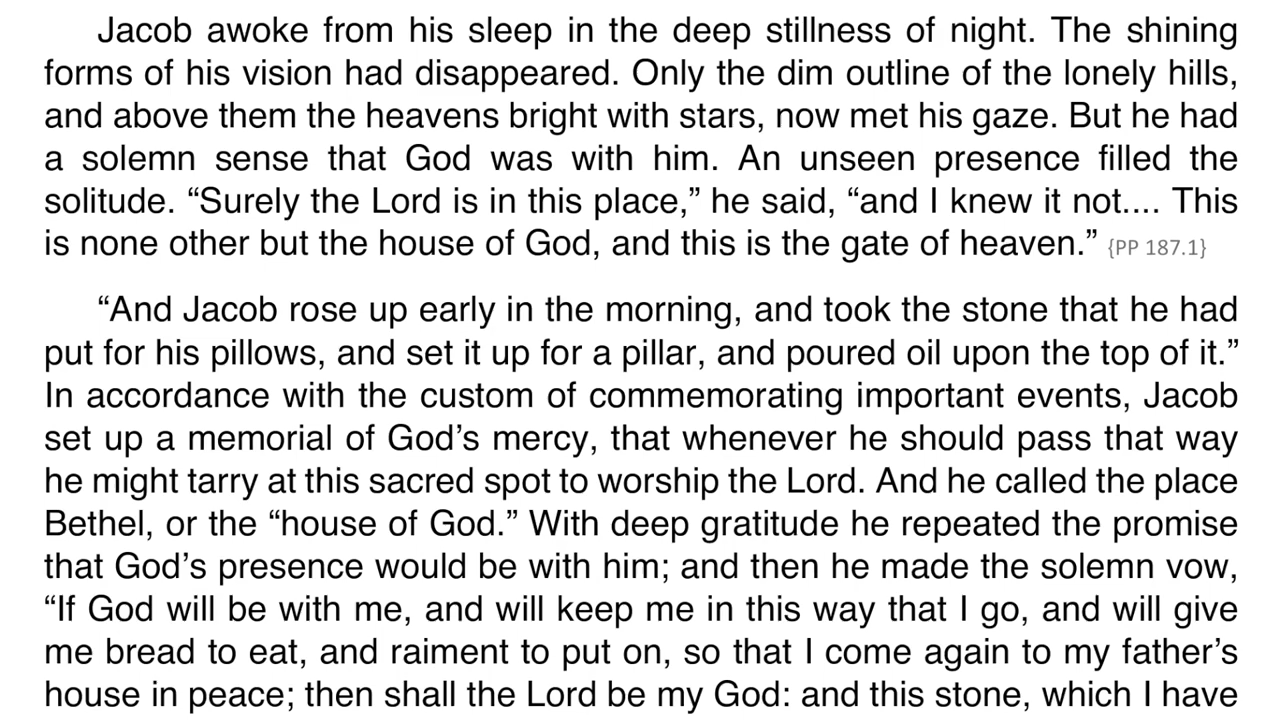 Jacob awoke from his sleep in the deep stillness of night. The shining
forms of his vision had disappeared. Only the dim outline of the lonely hills,
and above them the heavens bright with stars, now met his gaze. But he had
a solemn sense that God was with him. An unseen presence filled the
solitude. “Surely the Lord is in this place,” he said, “and I knew it not.... This
is none other but the house of God, and this is the gate of heaven.” {PP 187.1}
“And Jacob rose up early in the morning, and took the stone that he had
put for his pillows, and set it up for a pillar, and poured oil upon the top of it.”
In accordance with the custom of commemorating important events, Jacob
set up a memorial of God’s mercy, that whenever he should pass that way
he might tarry at this sacred spot to worship the Lord. And he called the place
Bethel, or the “house of God.” With deep gratitude he repeated the promise
that God’s presence would be with him; and then he made the solemn vow,
“If God will be with me, and will keep me in this way that I go, and will give
me bread to eat, and raiment to put on, so that I come again to my father’s
house in peace; then shall the Lord be my God: and this stone, which I have